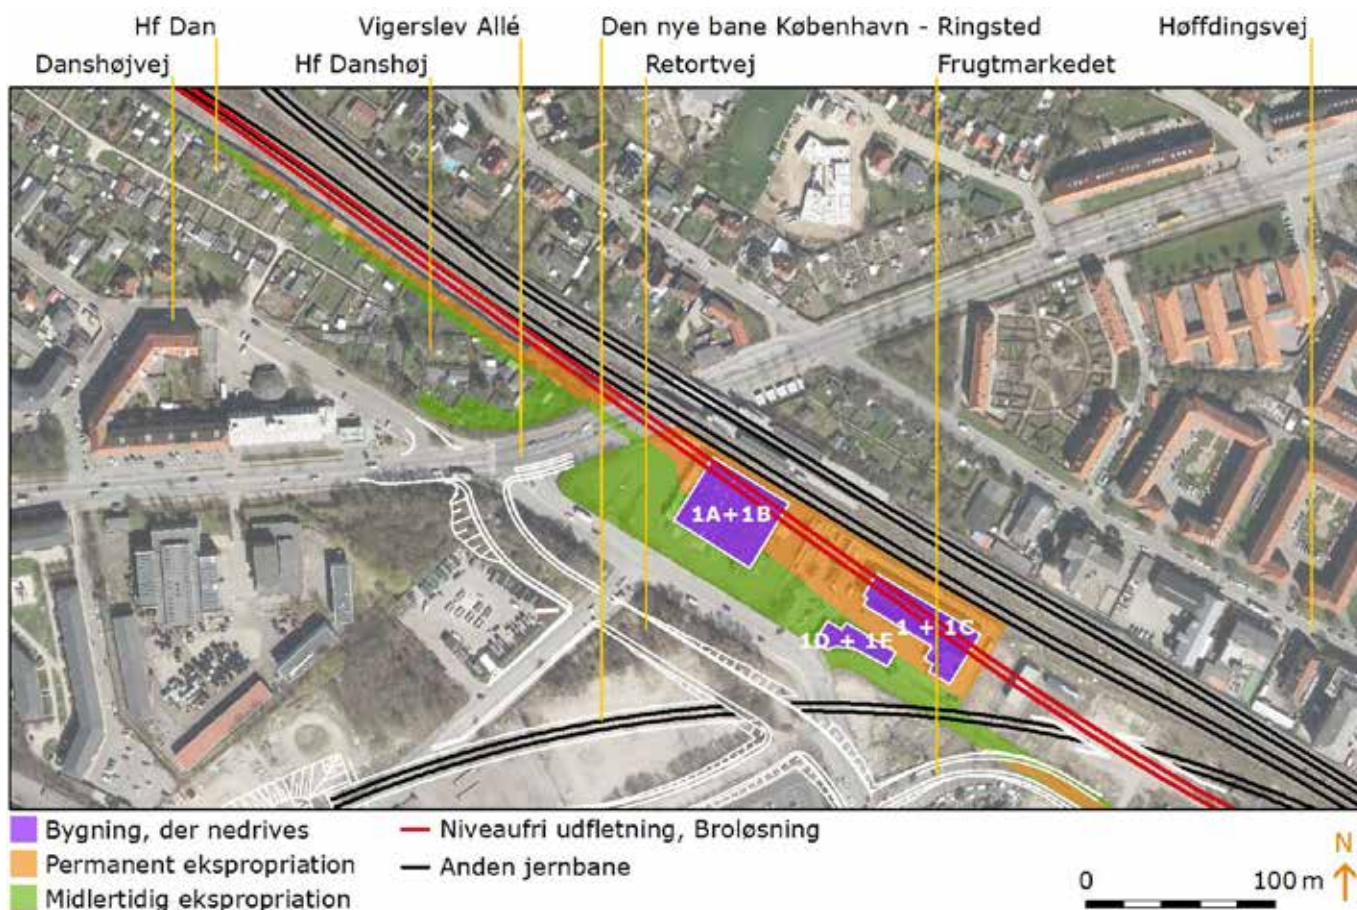 Hf Dan Vigerslev Allé Den nye bane København - Ringsted Høffdingsvej
Danshøjvej Hf Danshøj Retortvej Frugtmarkedet
1A+1B
1D + 1E 1 + 1C
Bygning, der nedrives Niveaufri udfletning, Broløsning
Permanent ekspropriation Anden jernbane
Midlertidig ekspropriation
N
0 100 m